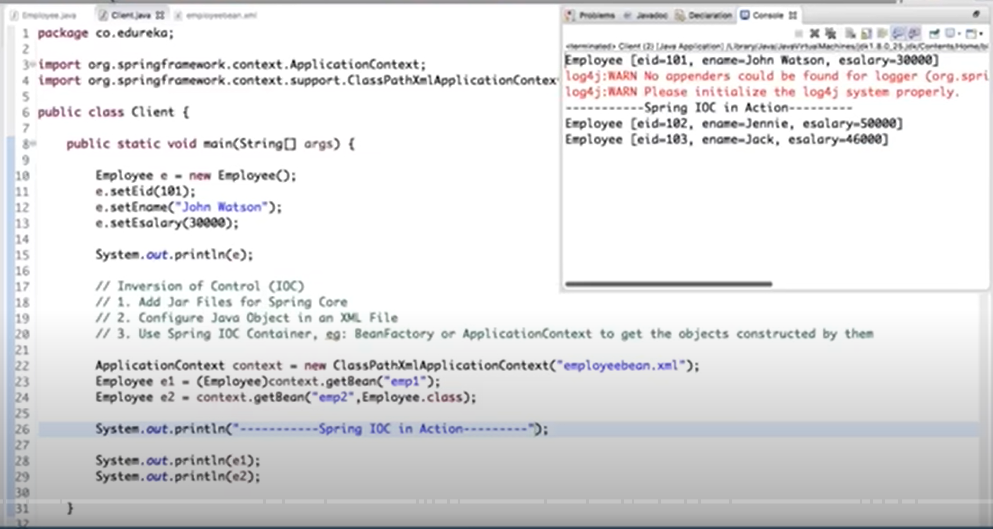 Employee.java Client.java employeebean.xml
1 package co.edureka;
2
3 import org.springframework.context.ApplicationContext;
4 import org.springframework.context.support.ClassPathXmlApplicationContex
5
6 public class Client {
7
8 public static void main(String[] args) {
9
10 Employee e = new Employee();
11 e.setEid(101);
12 e.setEname("John Watson");
13 e.setEsalary(30000);
14
15 System.out.println(e);
16
17 // Inversion of Control (IOC)
18 // 1. Add Jar Files for Spring Core
19 // 2. Configure Java Object in an XML File
20 // 3. Use Spring IOC Container, eg: BeanFactory or ApplicationContext to get the objects constructed by them
21
22 ApplicationContext context = new ClassPathXmlApplicationContext("employeebean.xml");
23 Employee e1 = (Employee)context.getBean("emp1");
24 Employee e2 = context.getBean("emp2",Employee.class);
25
26 System.out.println("-----------Spring IOC in Action---------");
27
28 System.out.println(e1);
29 System.out.println(e2);
30
31 }
32
Problems Javadoc Declaration Console
<terminated> Client (2) [Java Application] /Library/Java/JavaVirtualMachines/jdk1.8.0_25.jdk/Contents/Home/bi
Employee [eid=101, ename=John Watson, esalary=30000]
log4j:WARN No appenders could be found for logger (org.spri
log4j:WARN Please initialize the log4j system properly.
-----------Spring IOC in Action---------
Employee [eid=102, ename=Jennie, esalary=50000]
Employee [eid=103, ename=Jack, esalary=46000]